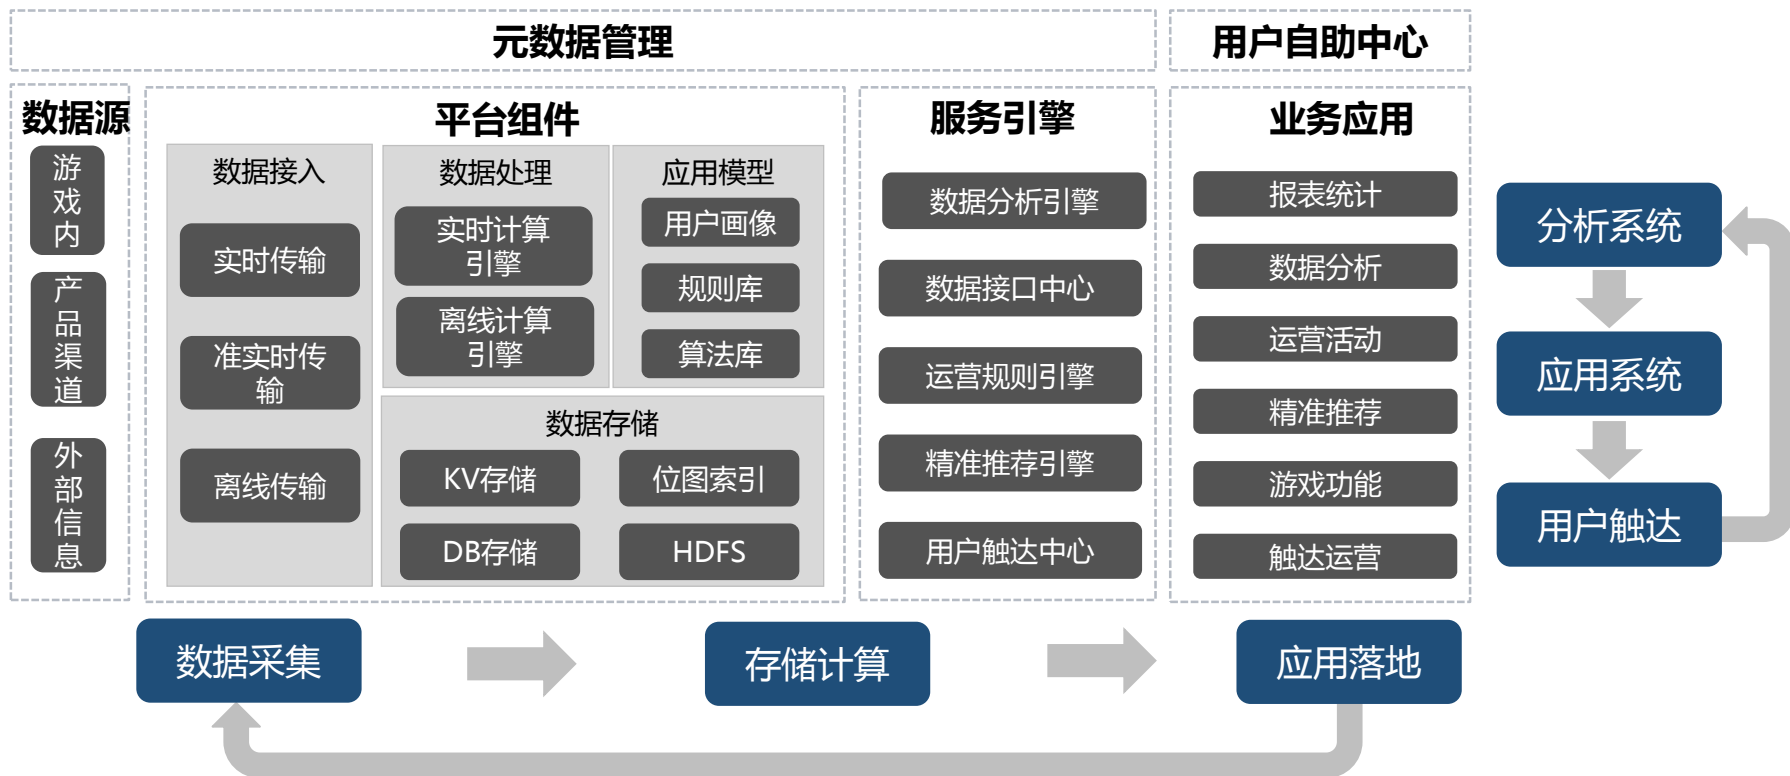 元数据管理
用户自助中心
数据源
游
戏
内
产
品
渠
道
外
部
信
息
平台组件
数据接入
实时传输
准实时传
输
离线传输
数据处理
实时计算
引擎
离线计算
引擎
应用模型
用户画像
规则库
算法库
数据存储
KV存储
位图索引
DB存储
HDFS
服务引擎
数据分析引擎
数据接口中心
运营规则引擎
精准推荐引擎
用户触达中心
业务应用
报表统计
数据分析
运营活动
精准推荐
游戏功能
触达运营
分析系统
应用系统
用户触达
数据采集
存储计算
应用落地